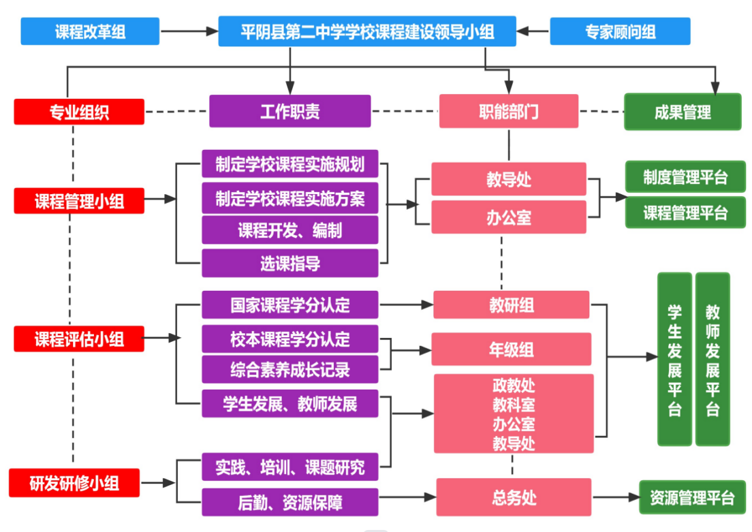 课程改革组
平阴县第二中学学校课程建设领导小组
专家顾问组
专业组织
工作职责
职能部门
成果管理
课程管理小组
制定学校课程实施规划
制定学校课程实施方案
课程开发、编制
选课指导
教导处
办公室
制度管理平台
课程管理平台
课程评估小组
国家课程学分认定
校本课程学分认定
综合素养成长记录
学生发展、教师发展
教研组
年级组
政教处
教科室
办公室
教导处
学生发展平台
教师发展平台
研发研修小组
实践、培训、课题研究
后勤、资源保障
总务处
资源管理平台